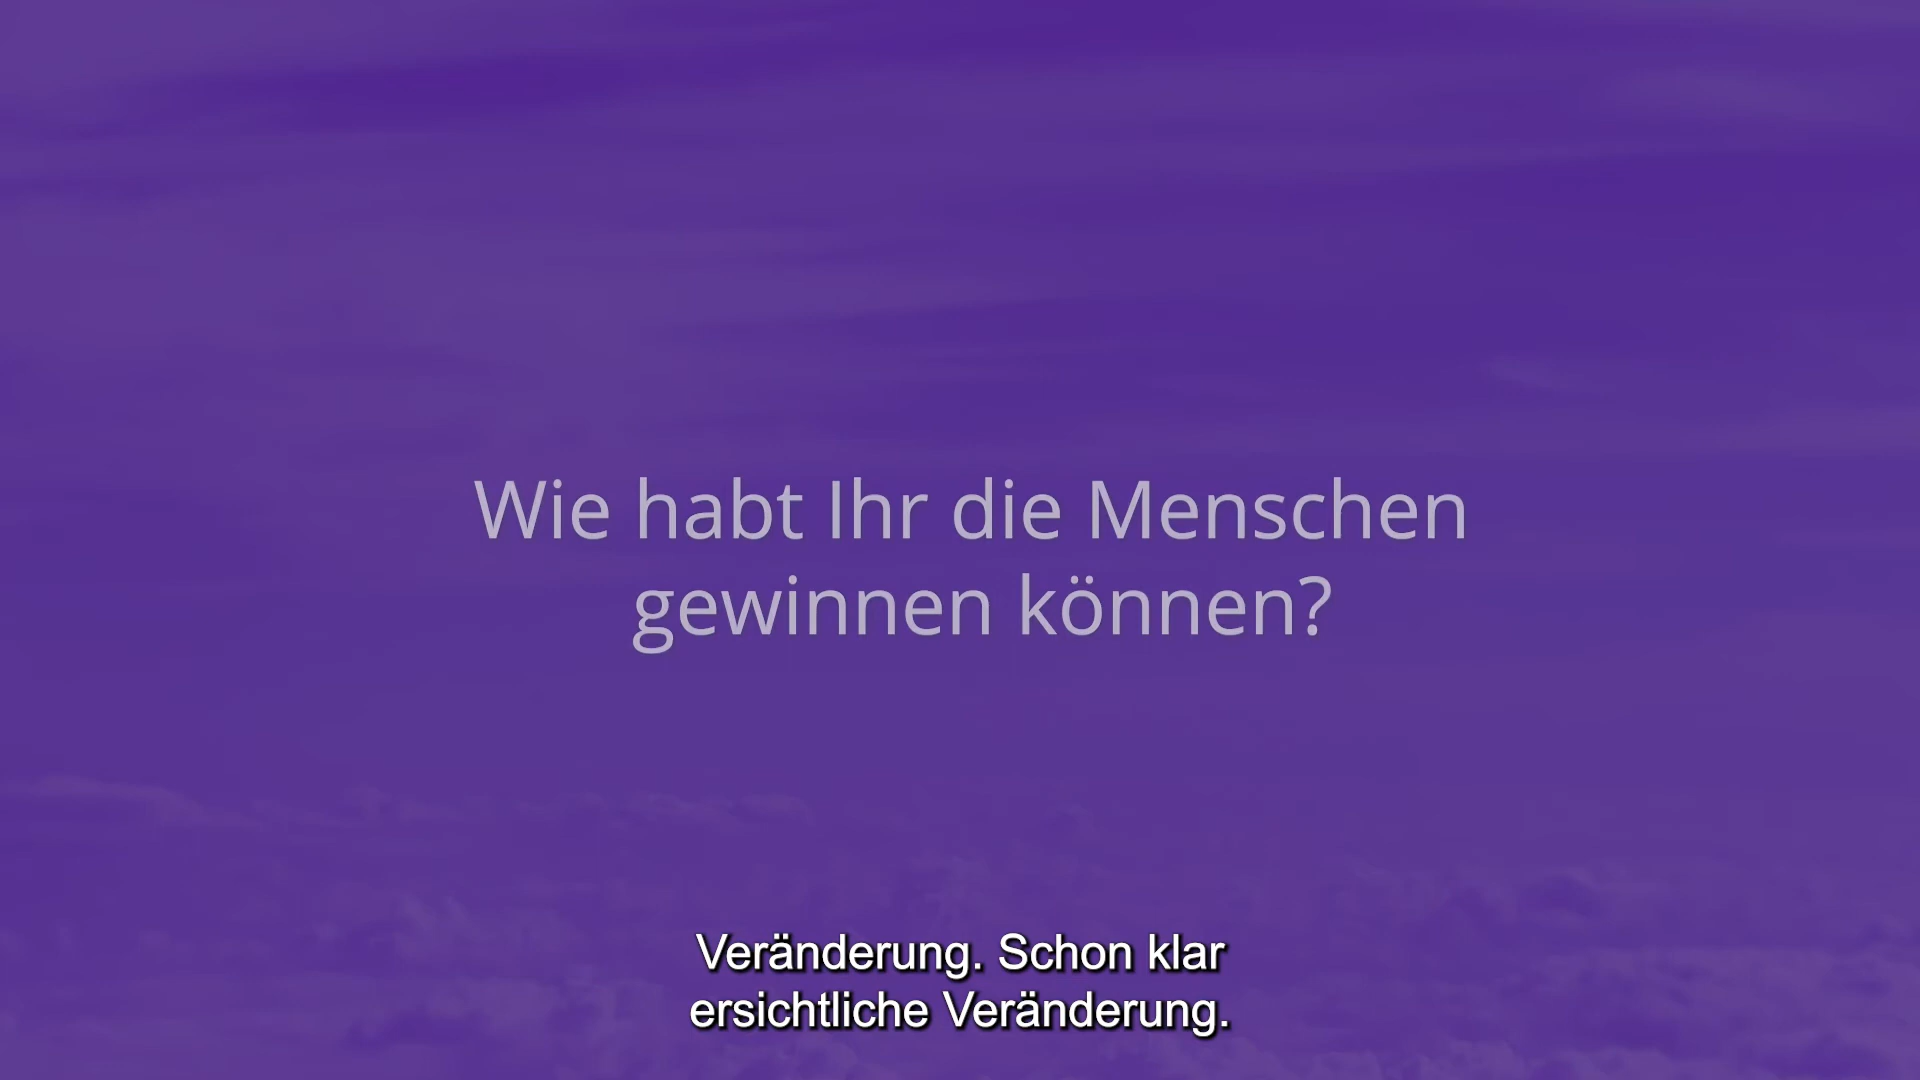 Wie habt Ihr die Menschen
gewinnen können?
Veränderung. Schon klar
ersichtliche Veränderung.